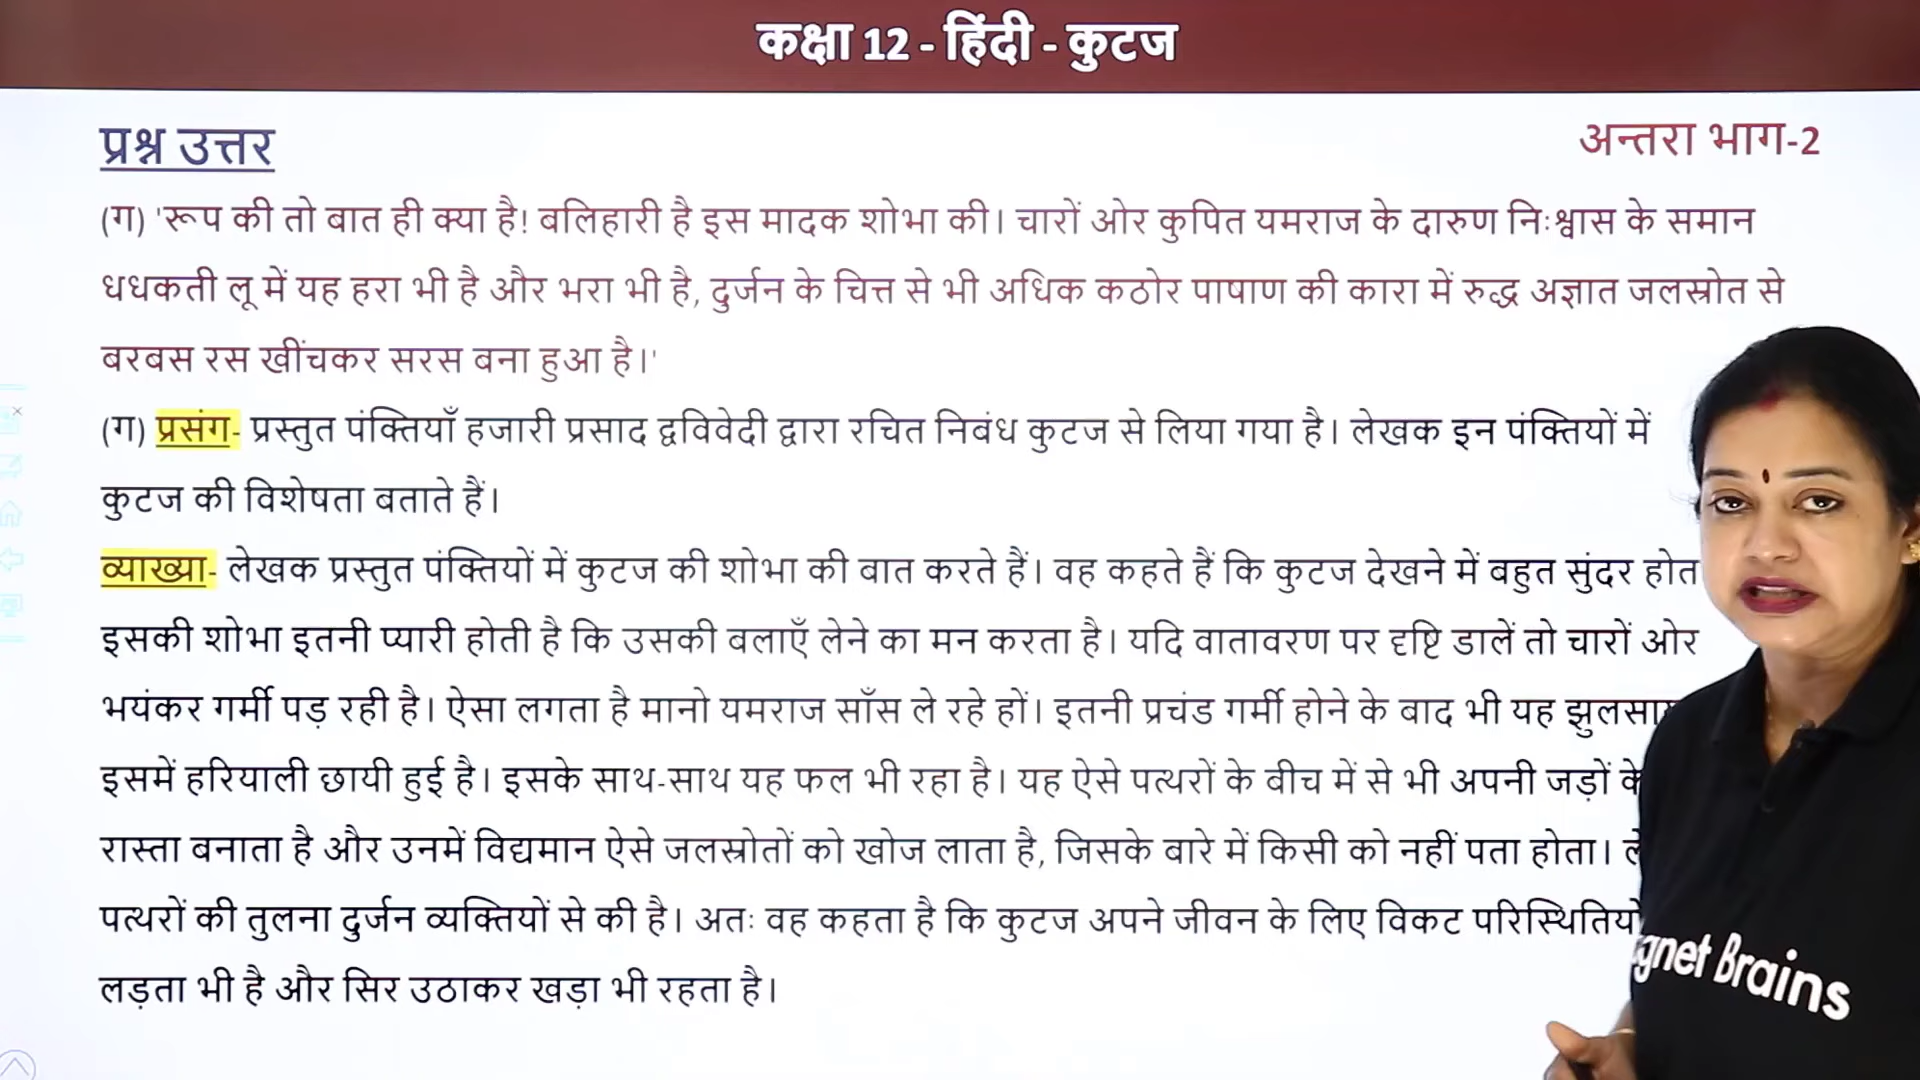 कक्षा 12 - हिंदी - कुटज
प्रश्न उत्तर
अन्तरा भाग-2
(ग) 'रूप की तो बात ही क्या है! बलिहारी है इस मादक शोभा की। चारों ओर कुपित यमराज के दारुण निःश्वास के समान
धधकती लू में यह हरा भी है और भरा भी है, दुर्जन के चित्त से भी अधिक कठोर पाषाण की कारा में रुद्ध अज्ञात जलस्रोत से
बरबस रस खींचकर सरस बना हुआ है।'
(ग) प्रसंग- प्रस्तुत पंक्तियाँ हजारी प्रसाद द्वविवेदी द्वारा रचित निबंध कुटज से लिया गया है। लेखक इन पंक्तियों में
कुटज की विशेषता बताते हैं।
व्याख्या- लेखक प्रस्तुत पंक्तियों में कुटज की शोभा की बात करते हैं। वह कहते हैं कि कुटज देखने में बहुत सुंदर
इसकी शोभा इतनी प्यारी होती है कि उसकी बलाएँ लेने का मन करता है। यदि वातावरण पर दृष्टि डालें तो चारों ओर
भयंकर गर्मी पड़ रही है। ऐसा लगता है मानो यमराज साँस ले रहे हों। इतनी प्रचंड गर्मी होने के बाद भी यह
इसमें हरियाली छायी हुई है। इसके साथ-साथ यह फल भी रहा है। यह ऐसे पत्थरों के बीच में से भी अपनी जड़ों के
रास्ता बनाता है और उनमें विद्यमान ऐसे जलस्रोतों को खोज लाता है, जिसके बारे में किसी को नहीं पता होता।
पत्थरों की तुलना दुर्जन व्यक्तियों से की है। अतः वह कहता है कि कुटज अपने जीवन के लिए विकट
लड़ता भी है और सिर उठाकर खड़ा भी रहता है।
gnet Brains